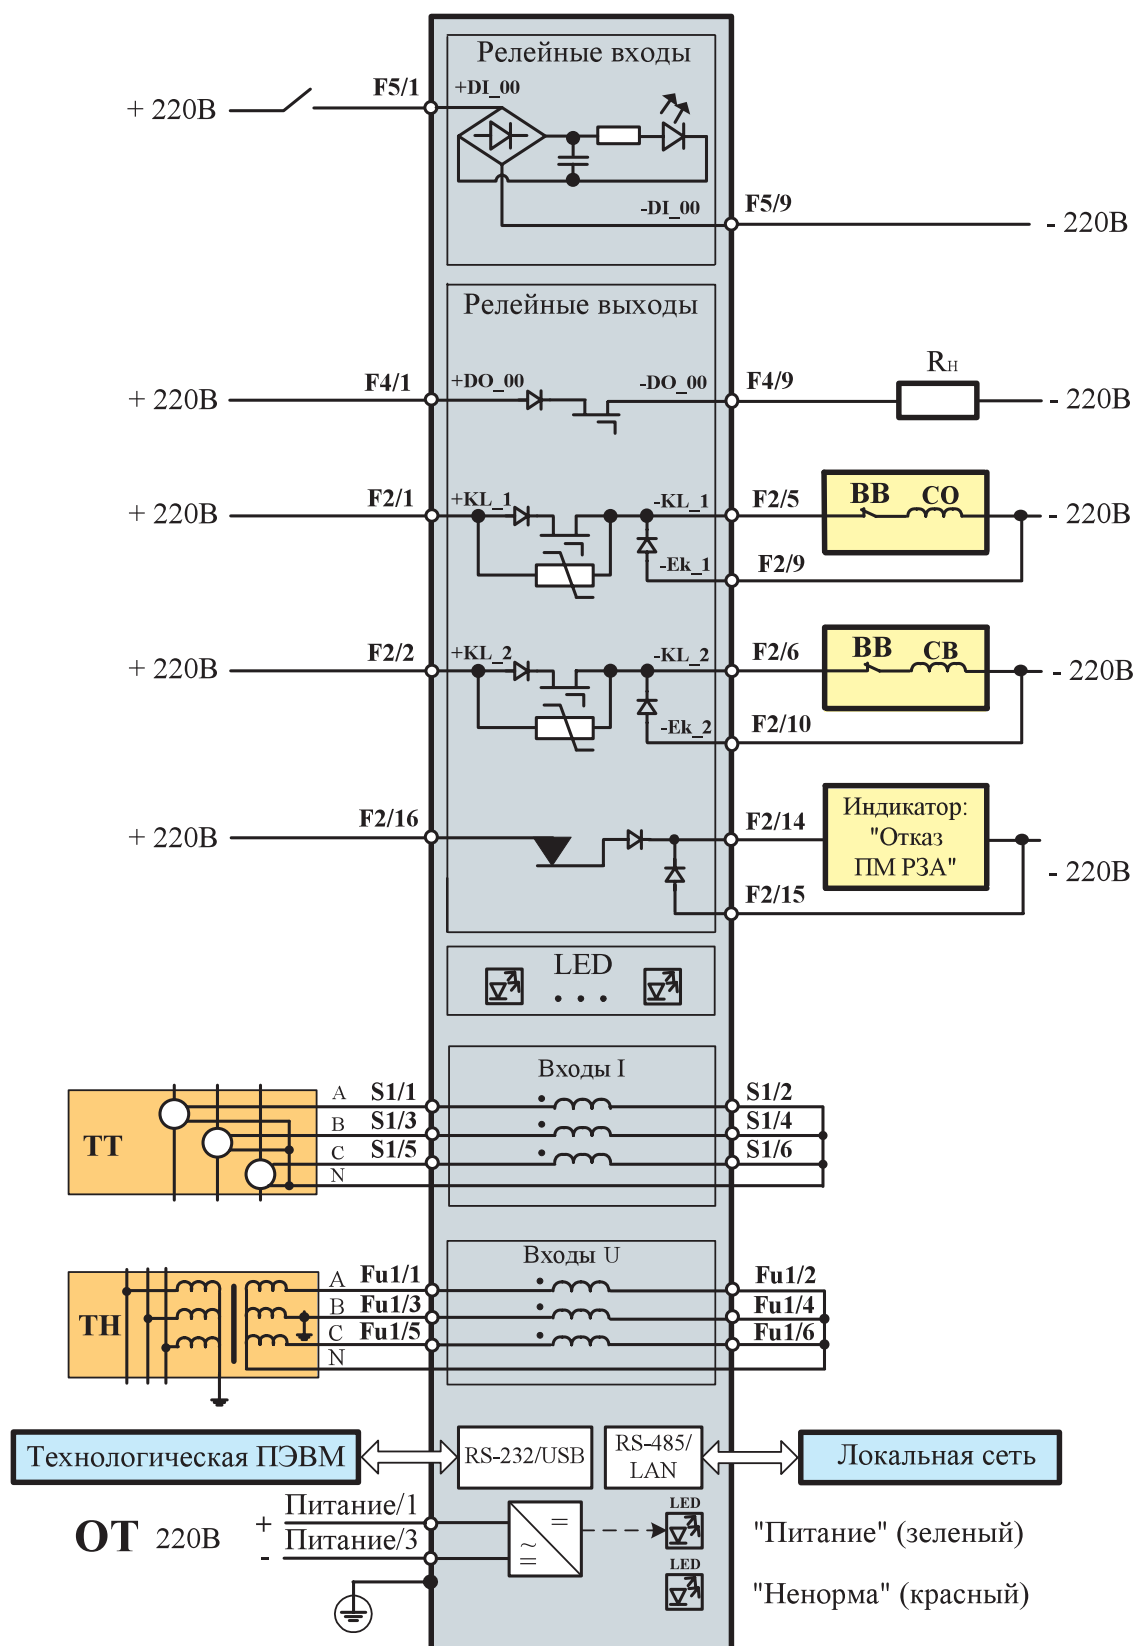 Релейные входы
F5/1
+DI_00
+ 220В
-DI_00
F5/9
- 220В
Релейные выходы
+ 220В
F4/1
+DO_00
-DO_00
F4/9
Rн
- 220В
+ 220В
F2/1
+KL_1
-KL_1
F2/5
ВВ
СО
- 220В
-Ek_1
F2/9
+ 220В
F2/2
+KL_2
-KL_2
F2/6
ВВ
СВ
- 220В
-Ek_2
F2/10
+ 220В
F2/16
F2/14
Индикатор:
"Отказ
ПМ РЗА"
- 220В
F2/15
LED
. . .
Входы I
ТТ
A
S1/1
S1/2
B
S1/3
S1/4
C
S1/5
S1/6
N
Входы U
ТН
A
Fu1/1
Fu1/2
B
Fu1/3
Fu1/4
C
Fu1/5
Fu1/6
N
Технологическая ПЭВМ
RS-232/USB
RS-485/
LAN
Локальная сеть
ОТ 220В
+
Питание/1
-
Питание/3
=
~
=
LED
"Питание" (зеленый)
LED
"Ненорма" (красный)